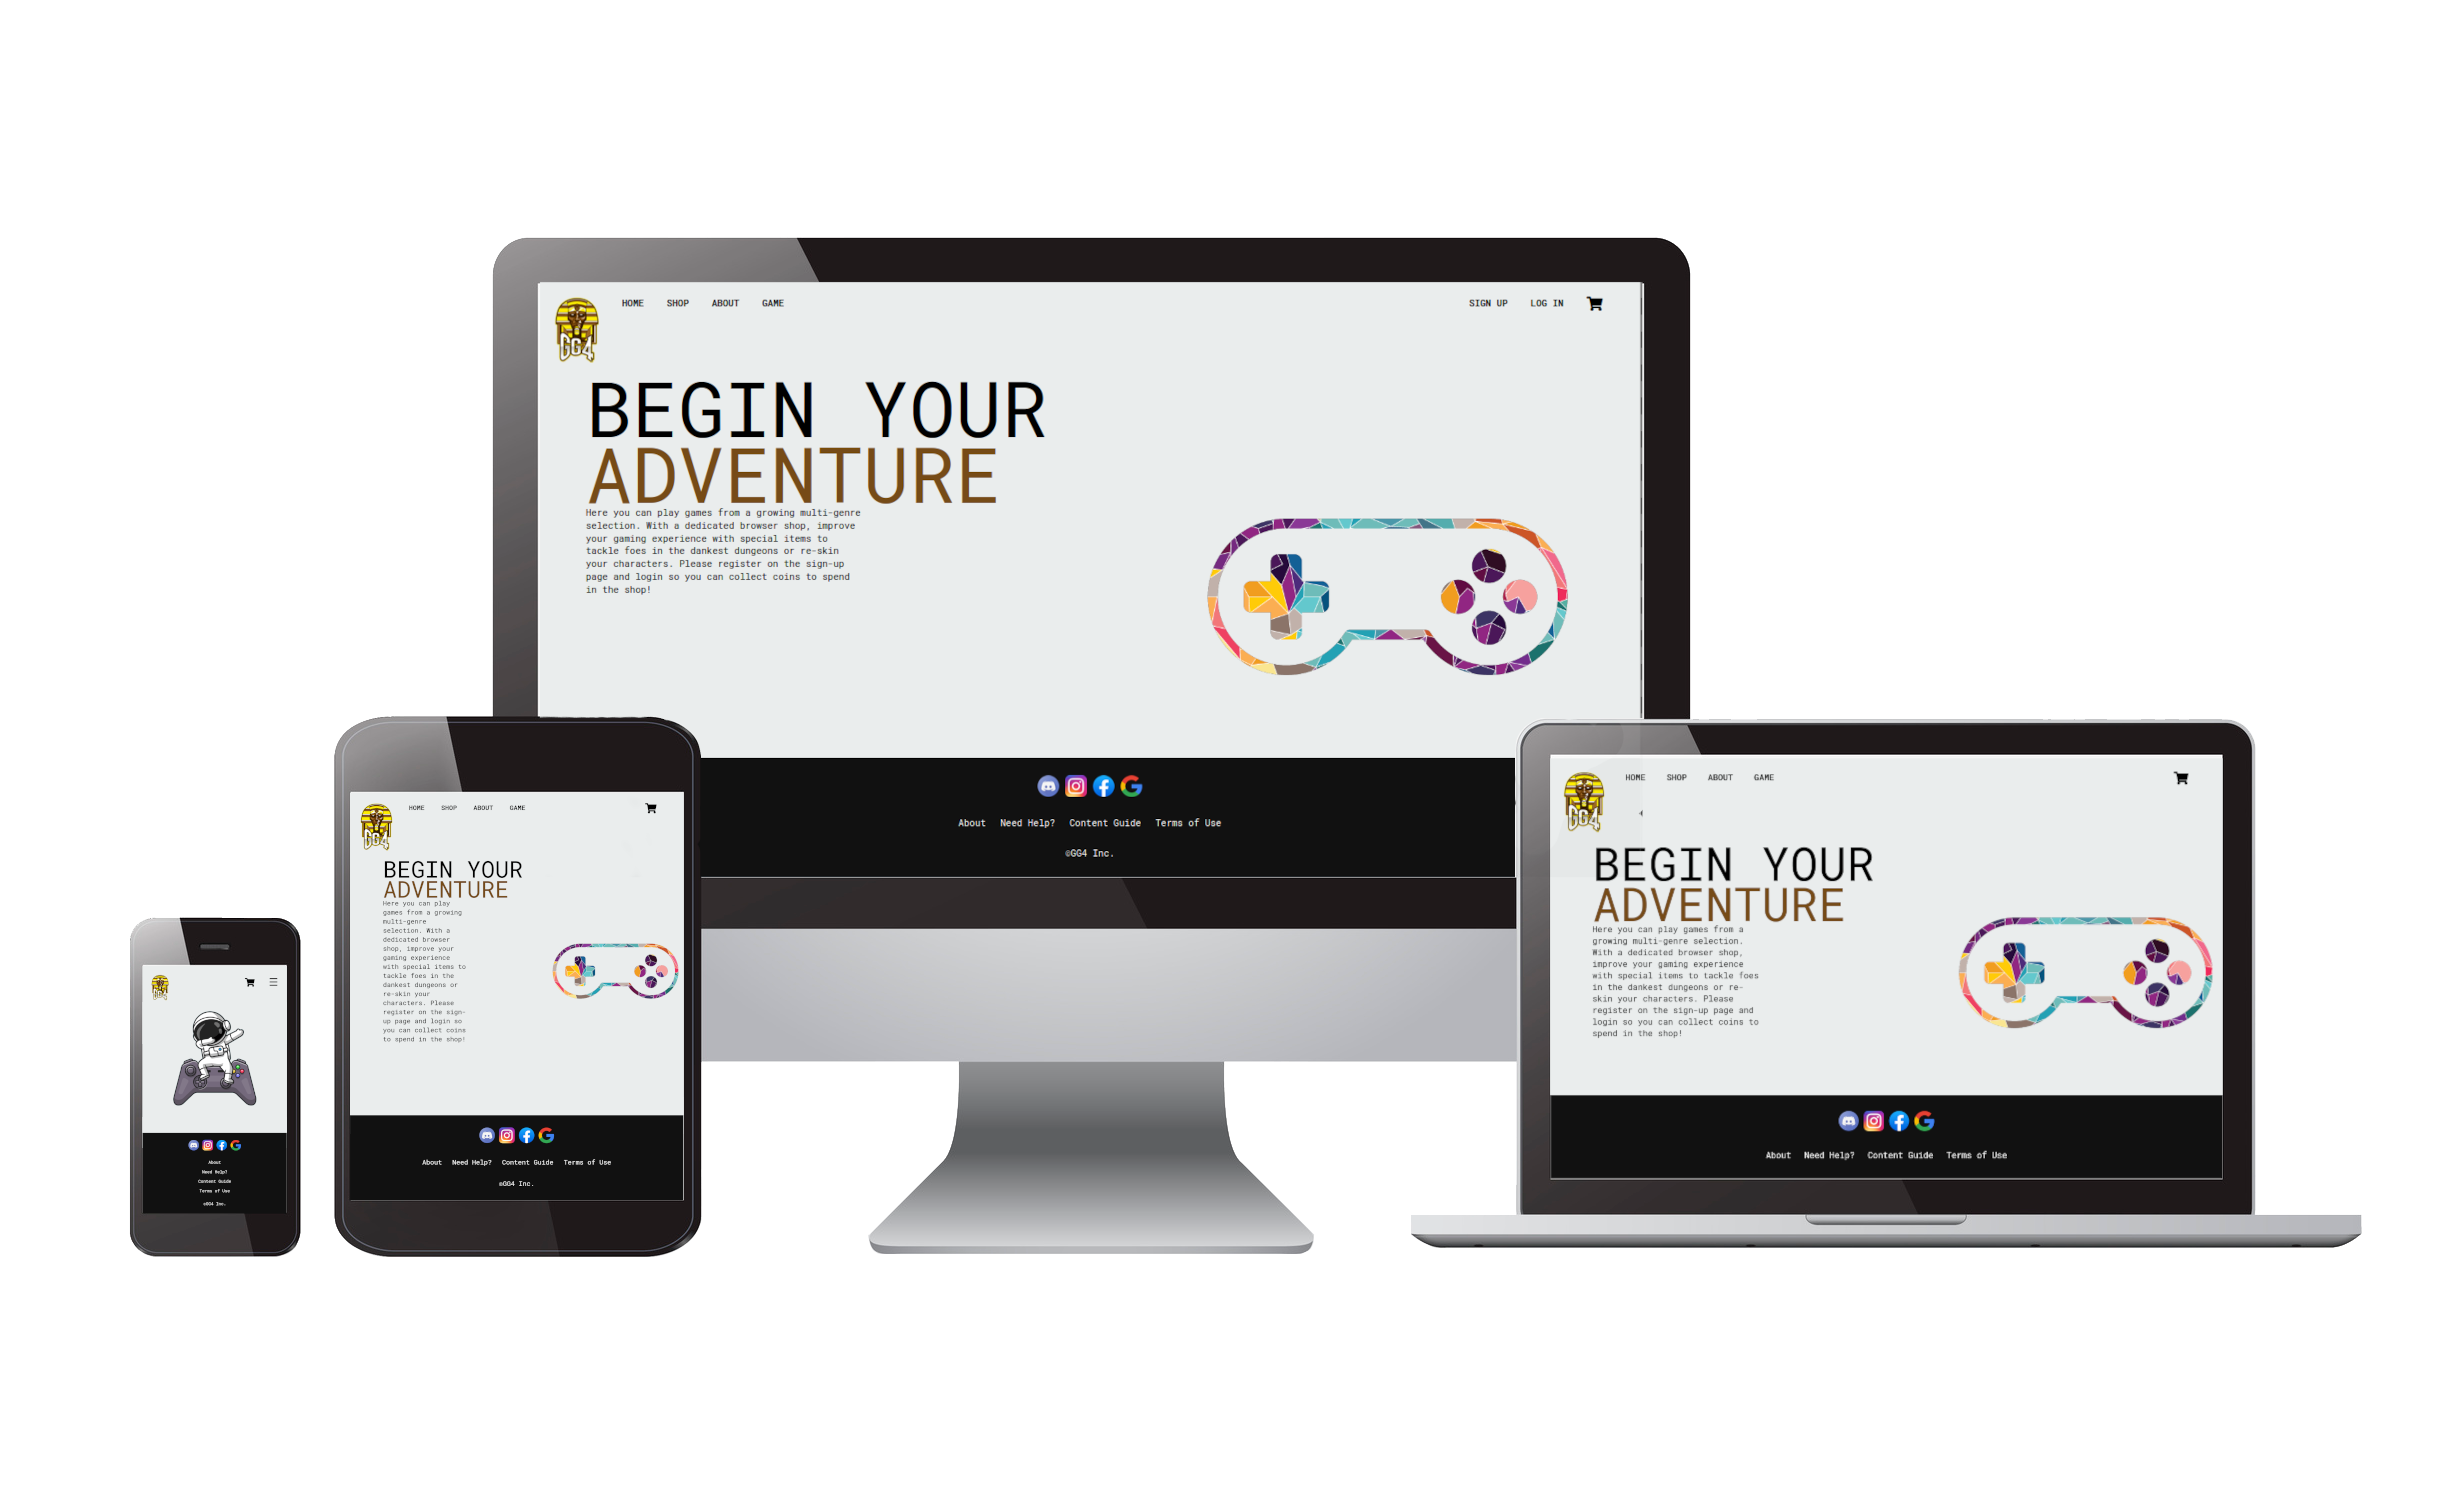 HOME SHOP ABOUT GAME SIGN UP LOG IN
GG4
BEGIN YOUR
ADVENTURE
Here you can play games from a growing multi-genre
selection. With a dedicated browser shop, improve
your gaming experience with special items to
tackle foes in the dankest dungeons or re-skin
your characters. Please register on the sign-up
page and login so you can collect coins to spend
in the shop!
About Need Help? Content Guide Terms of Use
©GG4 Inc.
GG4
About
Need Help?
Content Guide
Terms of Use
©GG4 Inc.
HOME SHOP ABOUT GAME
GG4
BEGIN YOUR
ADVENTURE
Here you can play
games from a growing
multi-genre
selection. With a
dedicated browser
shop, improve your
gaming experience
with special items to
tackle foes in the
dankest dungeons or
re-skin your
characters. Please
register on the sign-
up page and login so
you can collect coins
to spend in the shop!
About Need Help? Content Guide Terms of Use
©GG4 Inc.
HOME SHOP ABOUT GAME
GG4
BEGIN YOUR
ADVENTURE
Here you can play games from a
growing multi-genre selection.
With a dedicated browser shop,
improve your gaming experience
with special items to tackle foes
in the dankest dungeons or re-
skin your characters. Please
register on the sign-up page and
login so you can collect coins to
spend in the shop!
About Need Help? Content Guide Terms of Use